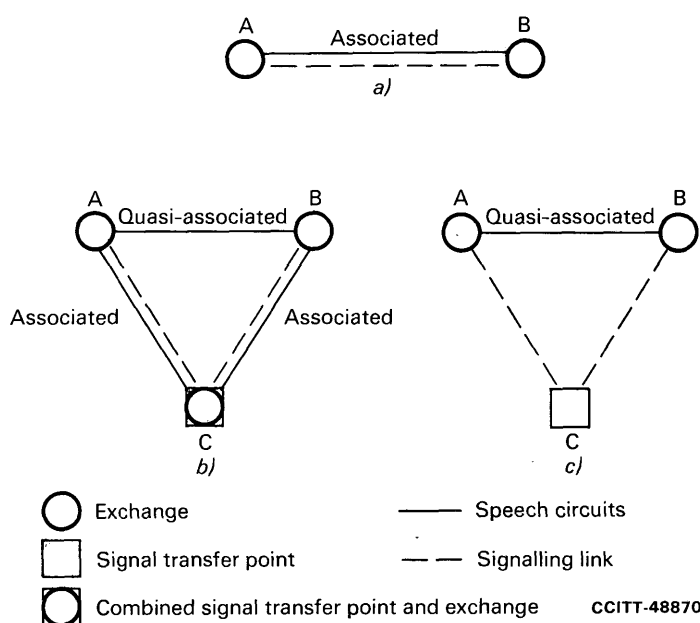 A
B
Associated
a)
A
B
Quasi-associated
Associated
Associated
C
b)
A
B
Quasi-associated
C
c)
Exchange
Speech circuits
Signal transfer point
Signalling link
Combined signal transfer point and exchange
CCITT-48870